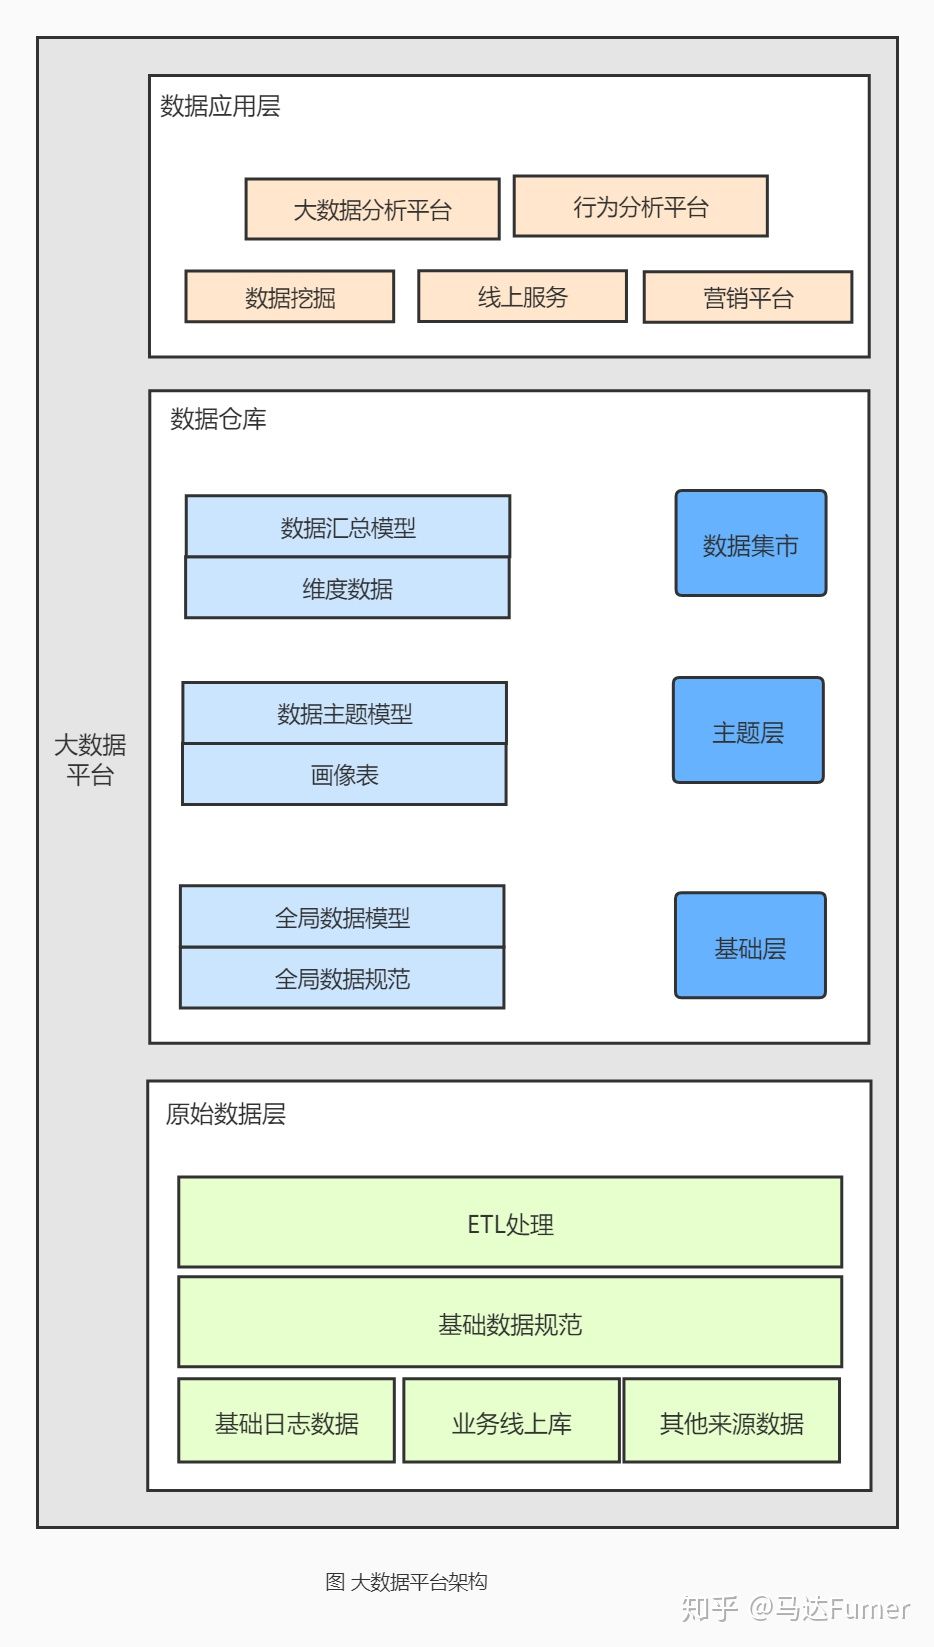 数据应用层
大数据分析平台
行为分析平台
数据挖掘
线上服务
营销平台
数据仓库
数据汇总模型
维度数据
数据集市
数据主题模型
画像表
主题层
大数据
平台
全局数据模型
全局数据规范
基础层
原始数据层
ETL处理
基础数据规范
基础日志数据
业务线上库
其他来源数据
图 大数据平台架构
知乎 @马达Fumer